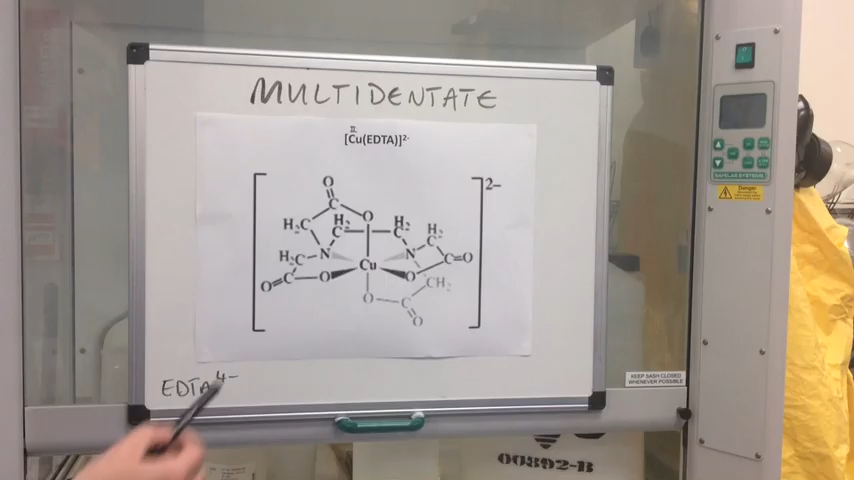 MULTIDENTATE
II
[Cu(EDTA)]²⁻
2–
O
C
O
H₂C
H₂
C
H₂
C
H₂
C
H₂C
N
N
C=O
Cu
O=C
O
O
CH₂
O
C
O
EDTA⁴⁻
SAFELAB SYSTEMS
Danger
KEEP SASH CLOSED
WHENEVER POSSIBLE
00892-B